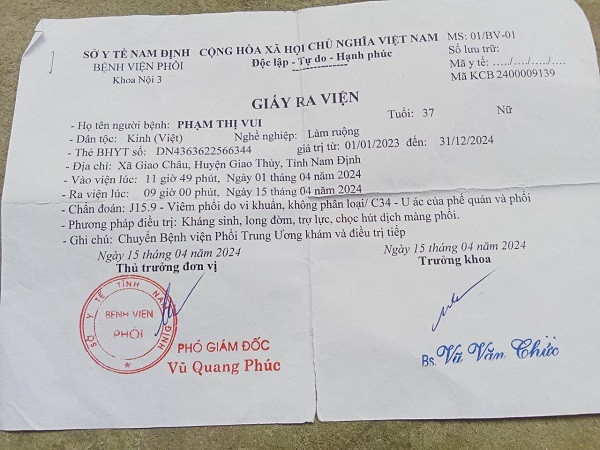 SỞ Y TẾ NAM ĐỊNH CỘNG HÒA XÃ HỘI CHỦ NGHĨA VIỆT NAM MS: 01/BV-01
BỆNH VIỆN PHỔI Độc lập - Tự do - Hạnh phúc Số lưu trữ:
Khoa Nội 3 Mã y tế: ..…/…../…../…..
Mã KCB 2400009139
GIẤY RA VIỆN
- Họ tên người bệnh: PHẠM THỊ VUI Tuổi: 37 Nữ
- Dân tộc: Kinh (Việt) Nghề nghiệp: Làm ruộng
- Thẻ BHYT số: DN4363622566344 giá trị từ: 01/01/2023 đến: 31/12/2024
- Địa chỉ: Xã Giao Châu, Huyện Giao Thủy, Tỉnh Nam Định
- Vào viện lúc: 11 giờ 49 phút, Ngày 01 tháng 04 năm 2024
- Ra viện lúc: 09 giờ 00 phút, Ngày 15 tháng 04 năm 2024
- Chẩn đoán: J15.9 - Viêm phổi do vi khuẩn, không phân loại/ C34 - U ác của phế quản và phổi
- Phương pháp điều trị: Kháng sinh, long đờm, trợ lực, chọc hút dịch màng phổi.
- Ghi chú: Chuyển Bệnh viện Phổi Trung Ương khám và điều trị tiếp
Ngày 15 tháng 04 năm 2024 Ngày 15 tháng 04 năm 2024
Thủ trưởng đơn vị Trưởng khoa
SỞ Y TẾ TỈNH NAM ĐỊNH
BỆNH VIỆN
PHỔI
PHÓ GIÁM ĐỐC
Vũ Quang Phúc
Bs. Vũ Văn Chức